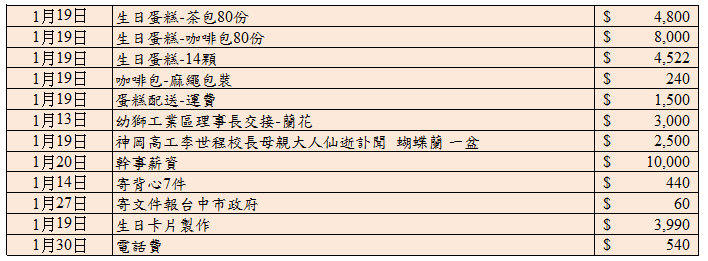 1月19日 生日蛋糕-茶包80份 $ 4,800
1月19日 生日蛋糕-咖啡包80份 $ 8,000
1月19日 生日蛋糕-14顆 $ 4,522
1月19日 咖啡包-麻繩包裝 $ 240
1月19日 蛋糕配送-運費 $ 1,500
1月13日 幼獅工業區理事長交接-蘭花 $ 3,000
1月19日 神岡高工李世程校長母親大人仙逝訃聞 蝴蝶蘭 一盆 $ 2,500
1月20日 幹事薪資 $ 10,000
1月14日 寄背心7件 $ 440
1月27日 寄文件報台中市政府 $ 60
1月19日 生日卡片製作 $ 3,990
1月30日 電話費 $ 540